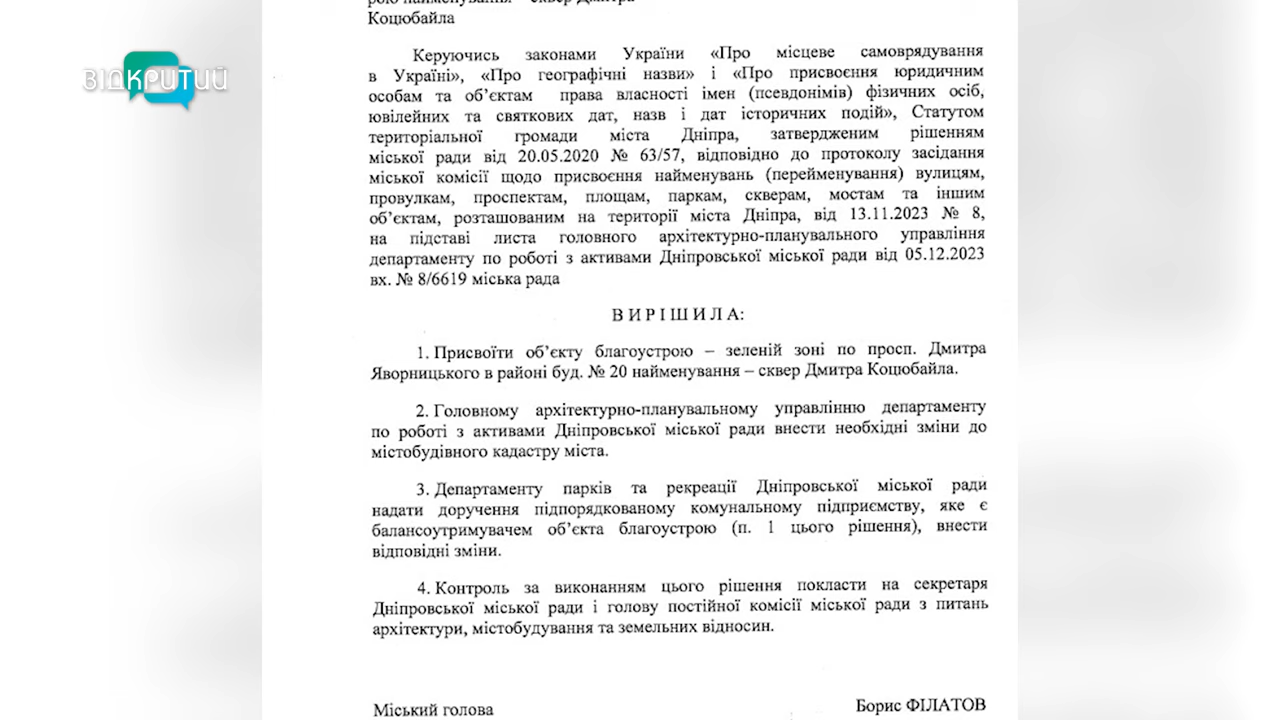 рою найменування – сквер Дмитра
Коцюбайла
ВІДКРИТИЙ
Керуючись законами України «Про місцеве самоврядування
в Україні», «Про географічні назви» і «Про присвоєння юридичним
особам та об’єктам права власності імен (псевдонімів) фізичних осіб,
ювілейних та святкових дат, назв і дат історичних подій», Статутом
територіальної громади міста Дніпра, затвердженим рішенням
міської ради від 20.05.2020 № 63/57, відповідно до протоколу засідання
міської комісії щодо присвоєння найменувань (перейменування) вулицям,
провулкам, проспектам, площам, паркам, скверам, мостам та іншим
об’єктам, розташованим на території міста Дніпра, від 13.11.2023 № 8,
на підставі листа головного архітектурно-планувального управління
департаменту по роботі з активами Дніпровської міської ради від 05.12.2023
вх. № 8/6619 міська рада
В И Р І Ш И Л А:
1. Присвоїти об’єкту благоустрою – зеленій зоні по просп. Дмитра
Яворницького в районі буд. № 20 найменування – сквер Дмитра Коцюбайла.
2. Головному архітектурно-планувальному управлінню департаменту
по роботі з активами Дніпровської міської ради внести необхідні зміни до
містобудівного кадастру міста.
3. Департаменту парків та рекреації Дніпровської міської ради
надати доручення підпорядкованому комунальному підприємству, яке є
балансоутримувачем об’єкта благоустрою (п. 1 цього рішення), внести
відповідні зміни.
4. Контроль за виконанням цього рішення покласти на секретаря
Дніпровської міської ради і голову постійної комісії міської ради з питань
архітектури, містобудування та земельних відносин.
Міський голова
Борис ФІЛАТОВ